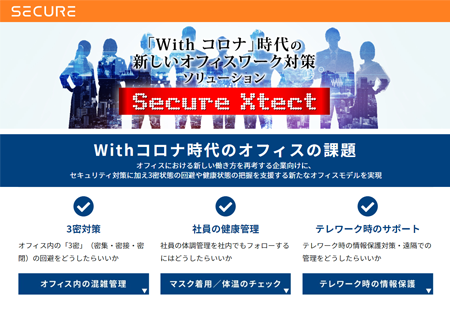 SECURE
「With コロナ」時代の
新しいオフィスワーク対策
ソリューション
Secure Xtect
Withコロナ時代のオフィスの課題
オフィスにおける新しい働き方を再考する企業向けに、
セキュリティ対策に加え3密状態の回避や健康状態の把握を支援する新たなオフィスモデルを実現
3密対策
オフィス内の「3密」（密集・密接・密
閉）の回避をどうしたらいいか
オフィス内の混雑管理
社員の健康管理
社員の体調管理を社内でもフォローする
にはどうしたらいいか
マスク着用／体温のチェック
テレワーク時のサポート
テレワーク時の情報保護対策・遠隔での
管理をどうしたらいいか
テレワーク時の情報保護